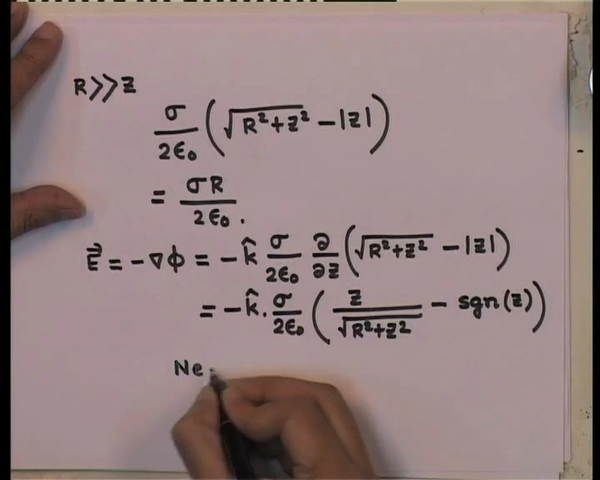 R>>z
σ/2ϵ₀ (√(R²+z²) − |z|)
= σR/2ϵ₀.
E⃗ = −∇ϕ = −k̂ σ/2ϵ₀ ∂/∂z (√(R²+z²) − |z|)
= −k̂. σ/2ϵ₀ (z/√(R²+z²) − sgn(z))
Ne